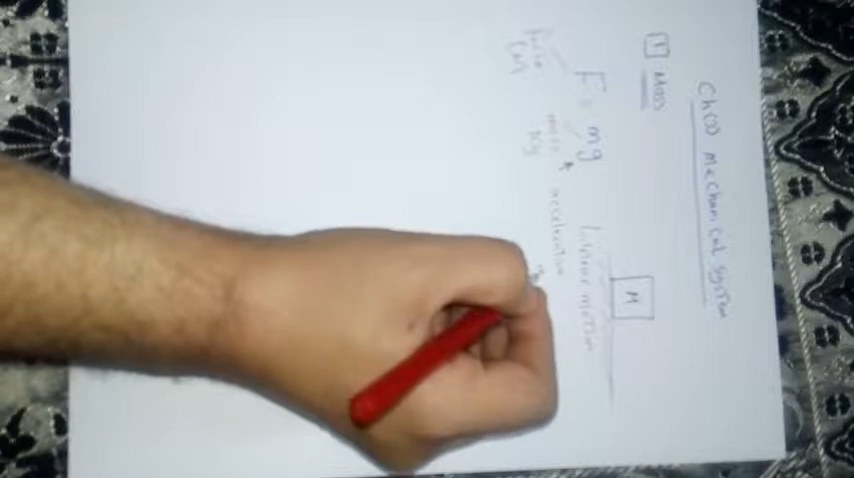 Ch(1) Mechanical system
1 Mass
M
F = mg
Linear motion
Force
mass
acceleration
(N)
Kg